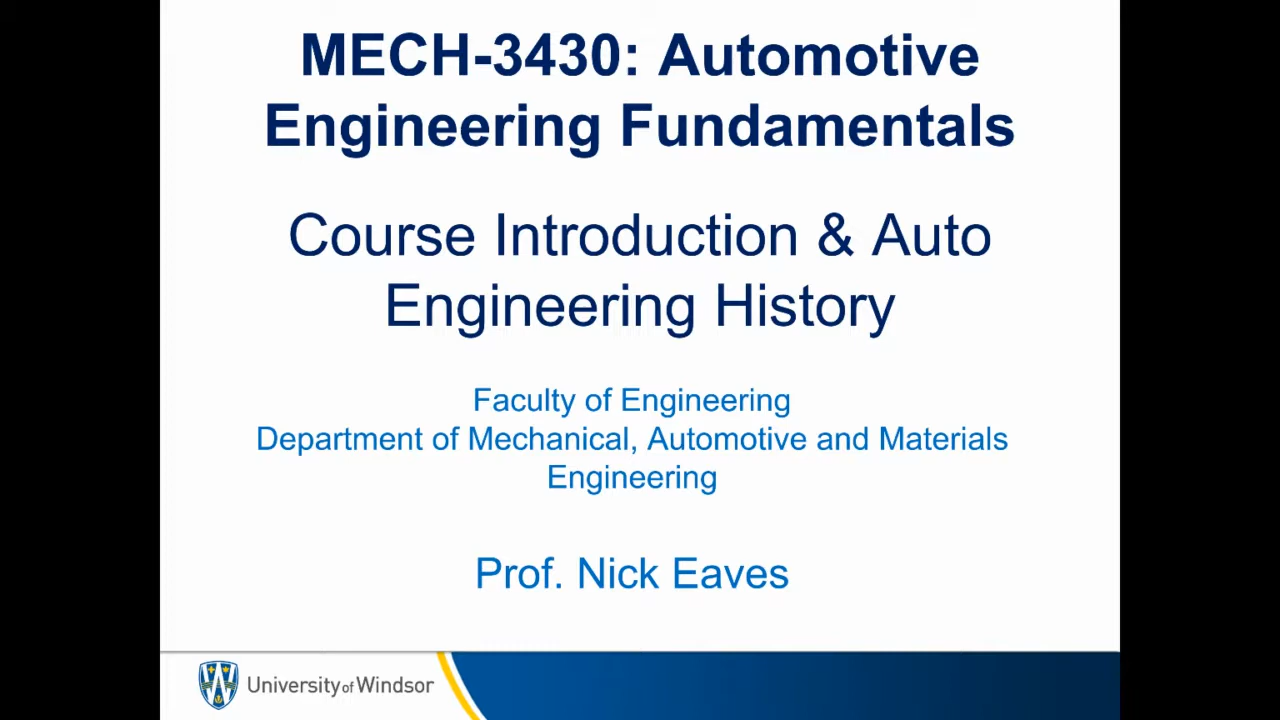 MECH-3430: Automotive
Engineering Fundamentals
Course Introduction & Auto
Engineering History
Faculty of Engineering
Department of Mechanical, Automotive and Materials
Engineering
Prof. Nick Eaves
University of Windsor